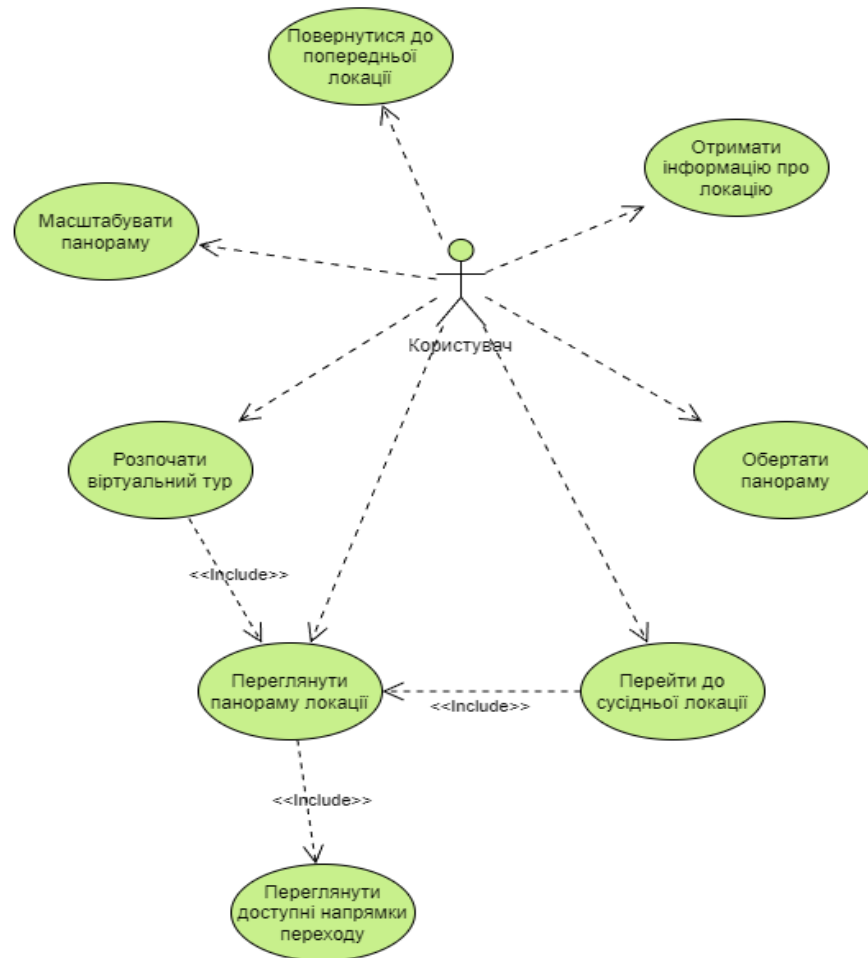 Повернутися до
попередньої
локації
Отримати
інформацію про
локацію
Масштабувати
панораму
Користувач
Розпочати
віртуальний тур
Обертати
панораму
<<Include>>
Переглянути
панораму локації
Перейти до
сусідньої локації
<<Include>>
<<Include>>
Переглянути
доступні напрямки
переходу